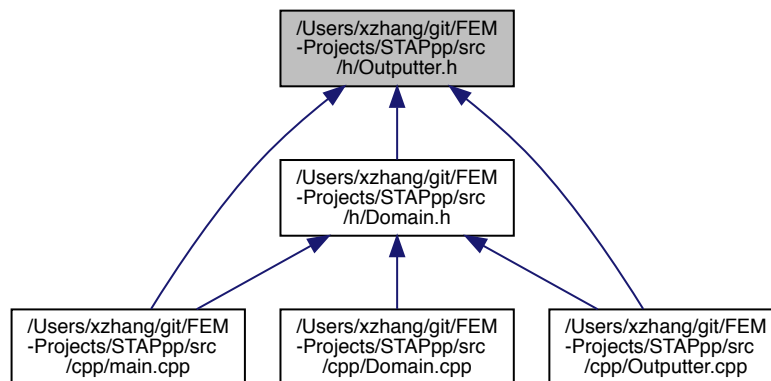 /Users/xzhang/git/FEM
-Projects/STAPpp/src
/h/Outputter.h
/Users/xzhang/git/FEM
-Projects/STAPpp/src
/h/Domain.h
/Users/xzhang/git/FEM
-Projects/STAPpp/src
/cpp/main.cpp
/Users/xzhang/git/FEM
-Projects/STAPpp/src
/cpp/Domain.cpp
/Users/xzhang/git/FEM
-Projects/STAPpp/src
/cpp/Outputter.cpp